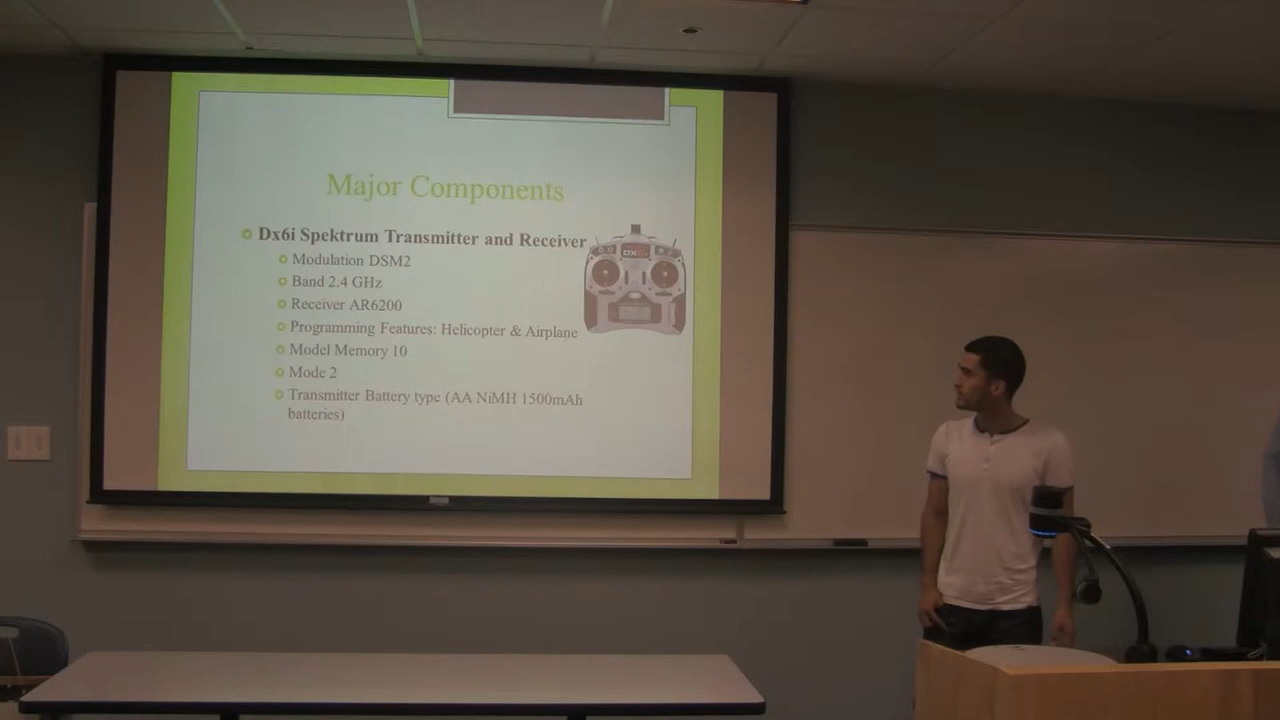 Major Components
Dx6i Spektrum Transmitter and Receiver
Modulation DSM2
Band 2.4 GHz
Receiver AR6200
Programming Features: Helicopter & Airplane
Model Memory 10
Mode 2
Transmitter Battery type (AA NiMH 1500mAh
batteries)